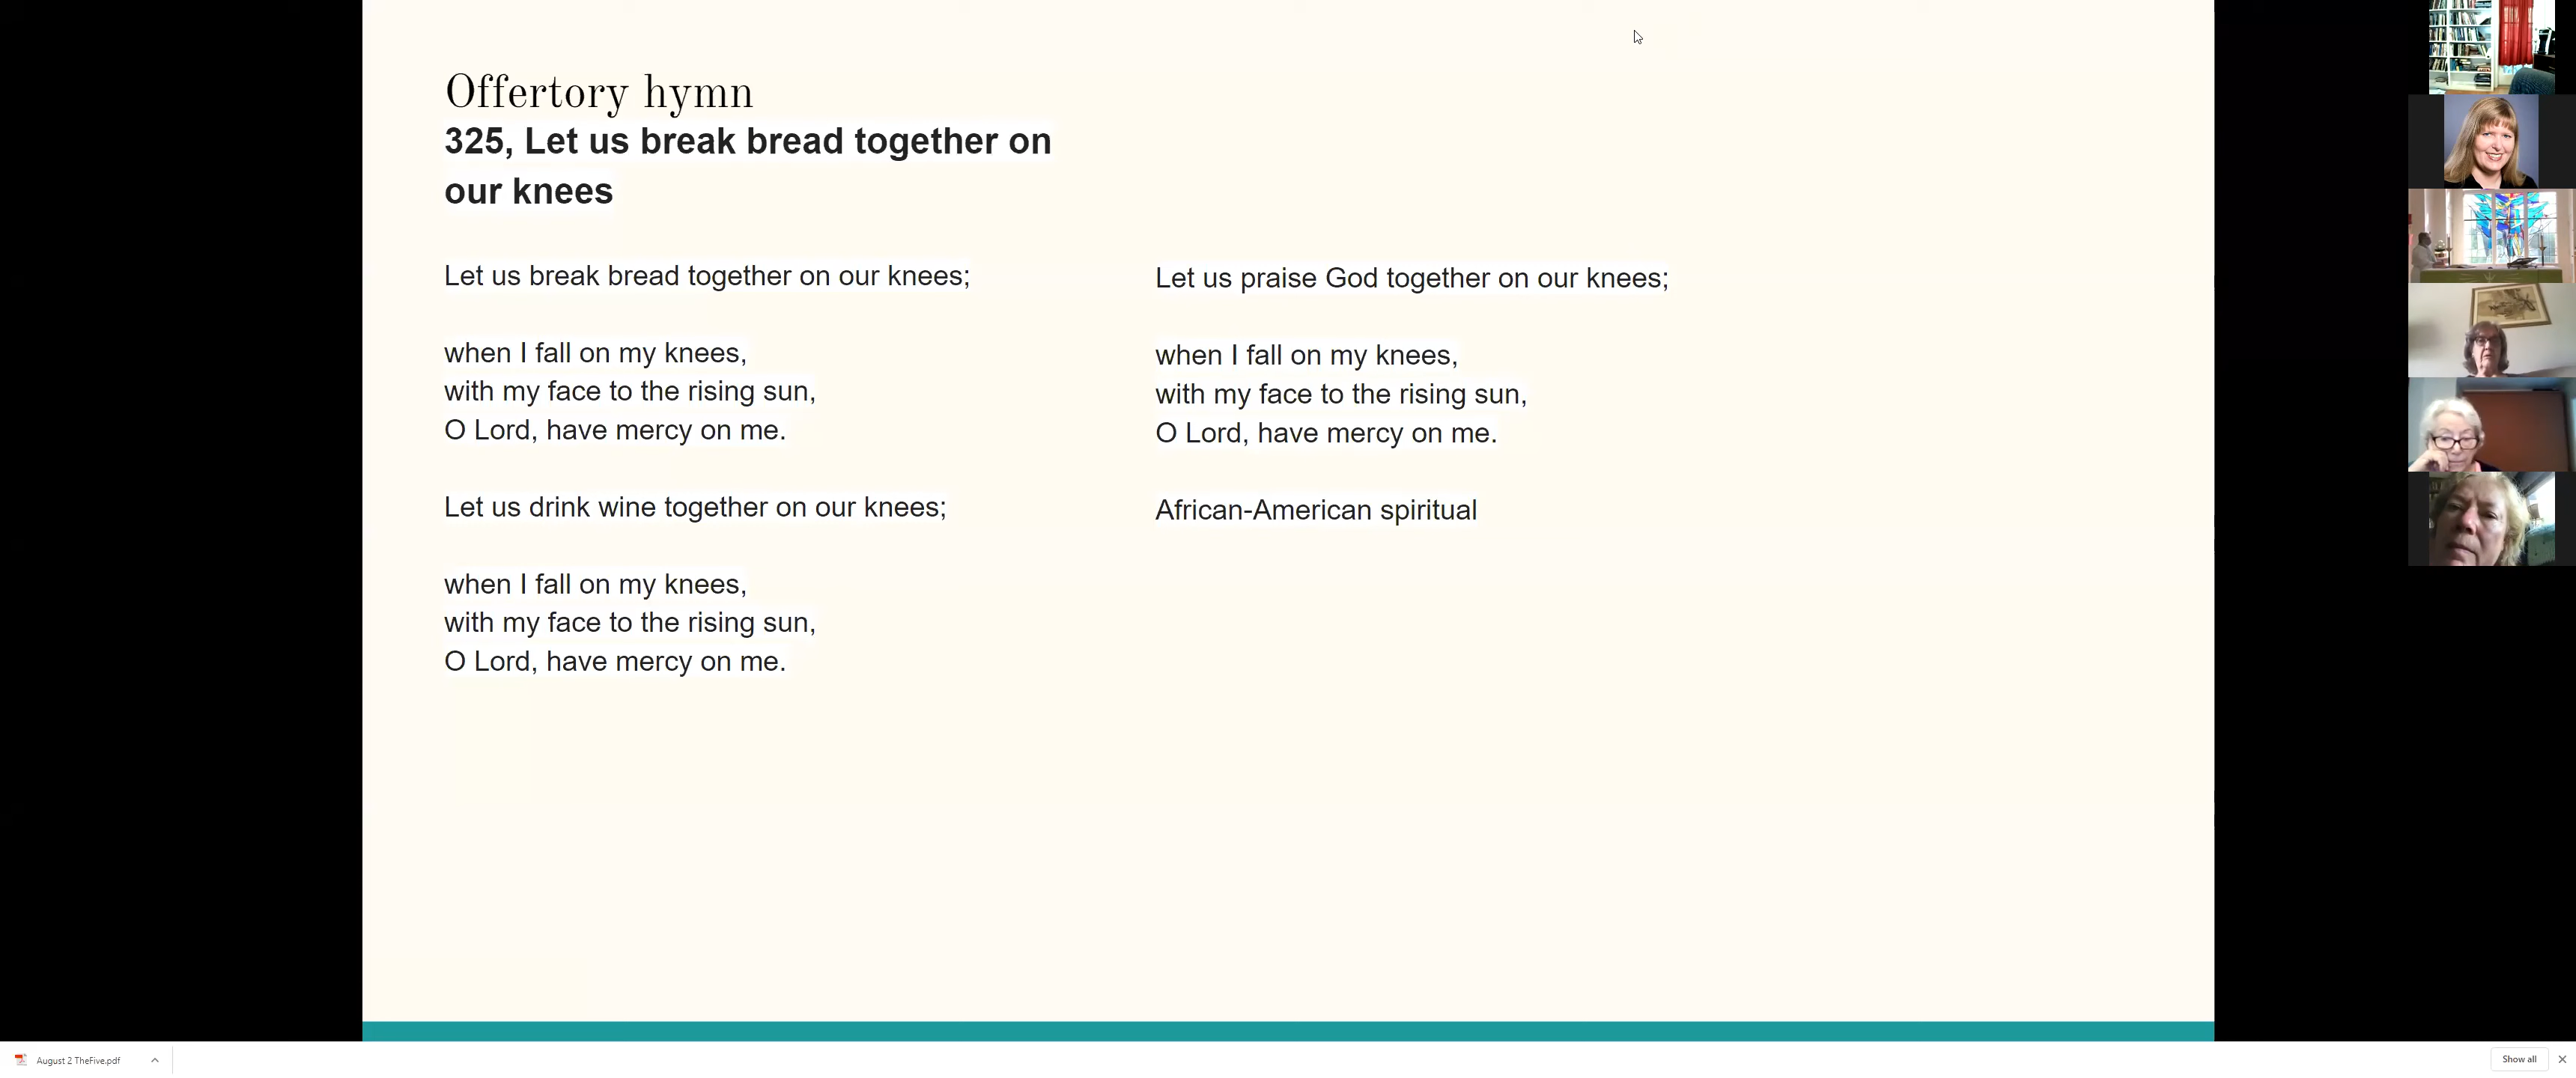 Offertory hymn
325, Let us break bread together on
our knees
Let us break bread together on our knees;
when I fall on my knees,
with my face to the rising sun,
O Lord, have mercy on me.
Let us drink wine together on our knees;
when I fall on my knees,
with my face to the rising sun,
O Lord, have mercy on me.
Let us praise God together on our knees;
when I fall on my knees,
with my face to the rising sun,
O Lord, have mercy on me.
African-American spiritual
August 2 TheFive.pdf
Show all